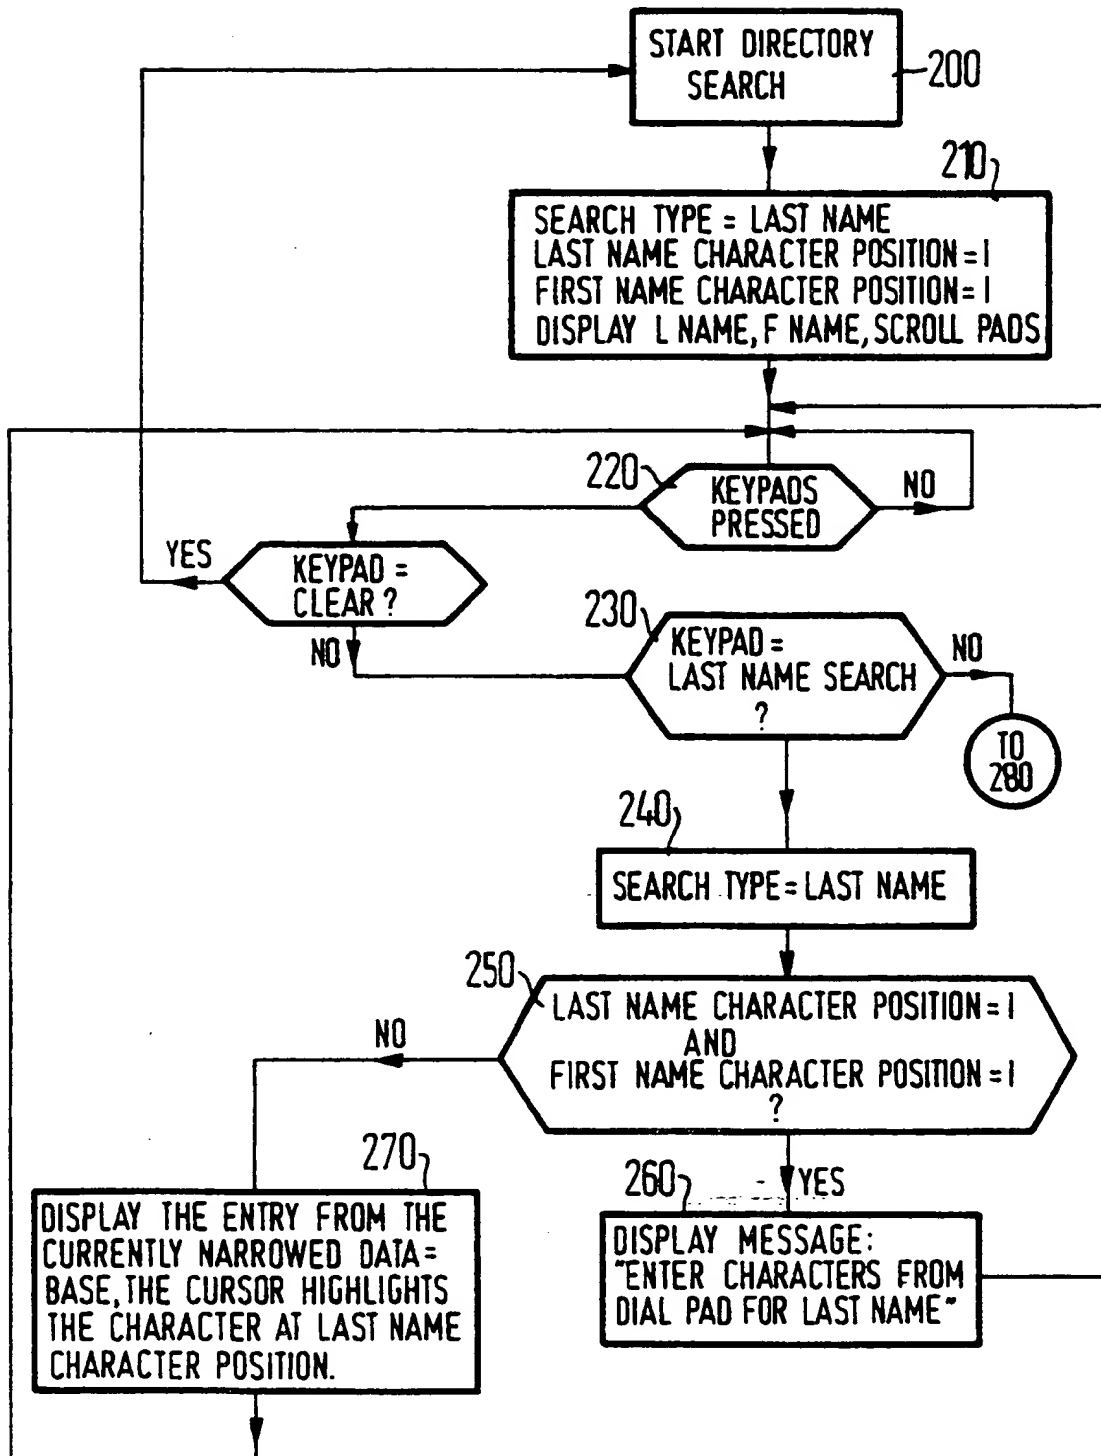 START DIRECTORY
SEARCH
200
210
SEARCH TYPE = LAST NAME
LAST NAME CHARACTER POSITION = 1
FIRST NAME CHARACTER POSITION = 1
DISPLAY L NAME, F NAME, SCROLL PADS
220
KEYPADS
PRESSED
NO
YES
KEYPAD =
CLEAR ?
NO
230
KEYPAD =
LAST NAME SEARCH
?
NO
TO
280
240
SEARCH TYPE = LAST NAME
250
LAST NAME CHARACTER POSITION = 1
AND
FIRST NAME CHARACTER POSITION = 1
?
NO
YES
270
DISPLAY THE ENTRY FROM THE
CURRENTLY NARROWED DATA=
BASE, THE CURSOR HIGHLIGHTS
THE CHARACTER AT LAST NAME
CHARACTER POSITION.
260
DISPLAY MESSAGE:
"ENTER CHARACTERS FROM
DIAL PAD FOR LAST NAME"